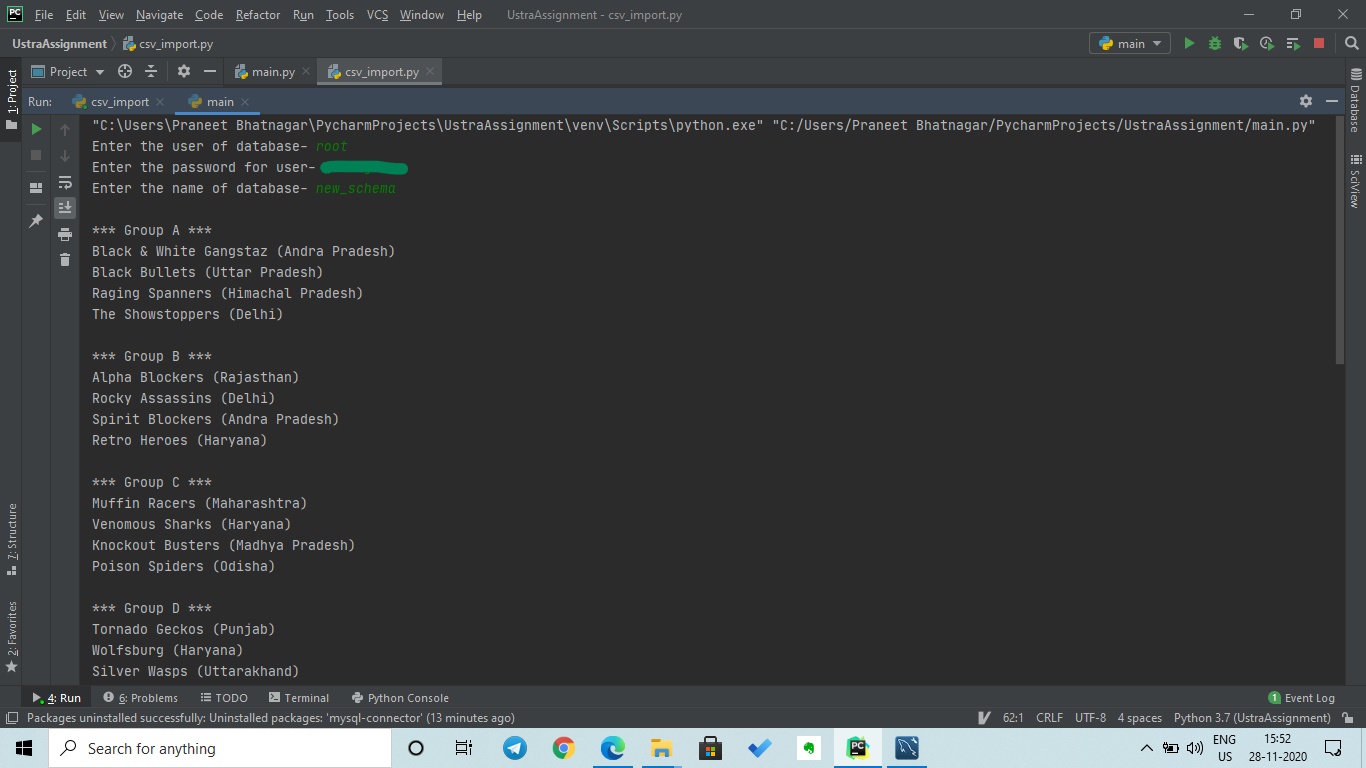 File Edit View Navigate Code Refactor Run Tools VCS Window Help UstraAssignment - csv_import.py
UstraAssignment csv_import.py main
Project main.py csv_import.py
1: Project
Run: csv_import main
"C:\Users\Praneet Bhatnagar\PycharmProjects\UstraAssignment\venv\Scripts\python.exe" "C:/Users/Praneet Bhatnagar/PycharmProjects/UstraAssignment/main.py"
Enter the user of database- root
Enter the password for user-
Enter the name of database- new_schema
*** Group A ***
Black & White Gangstaz (Andra Pradesh)
Black Bullets (Uttar Pradesh)
Raging Spanners (Himachal Pradesh)
The Showstoppers (Delhi)
*** Group B ***
Alpha Blockers (Rajasthan)
Rocky Assassins (Delhi)
Spirit Blockers (Andra Pradesh)
Retro Heroes (Haryana)
*** Group C ***
Muffin Racers (Maharashtra)
Venomous Sharks (Haryana)
Knockout Busters (Madhya Pradesh)
Poison Spiders (Odisha)
*** Group D ***
Tornado Geckos (Punjab)
Wolfsburg (Haryana)
Silver Wasps (Uttarakhand)
Database
SciView
7: Structure
2: Favorites
4: Run 6: Problems TODO Terminal Python Console 1 Event Log
Packages uninstalled successfully: Uninstalled packages: 'mysql-connector' (13 minutes ago) 62:1 CRLF UTF-8 4 spaces Python 3.7 (UstraAssignment)
Search for anything
ENG
US
15:52
28-11-2020